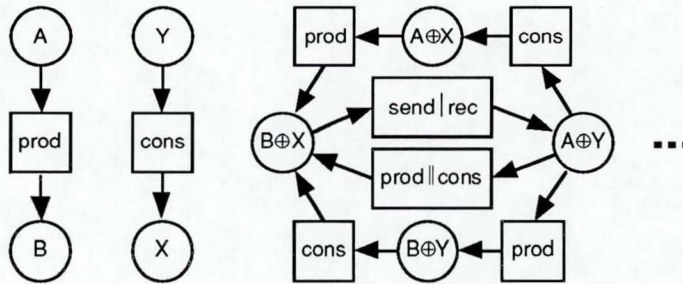 A
Y
prod
A⊕X
cons
prod
cons
B⊕X
send|rec
A⊕Y
prod||cons
B
X
cons
B⊕Y
prod